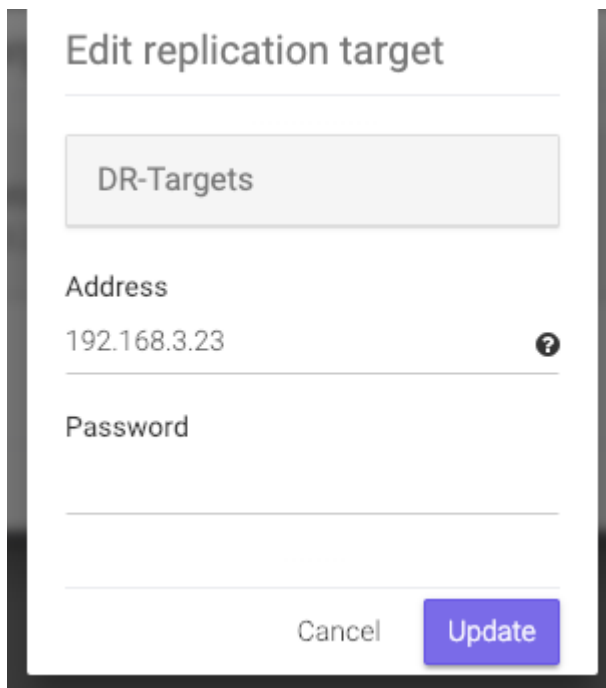 Edit replication target
DR-Targets
Address
192.168.3.23
Password
Cancel Update